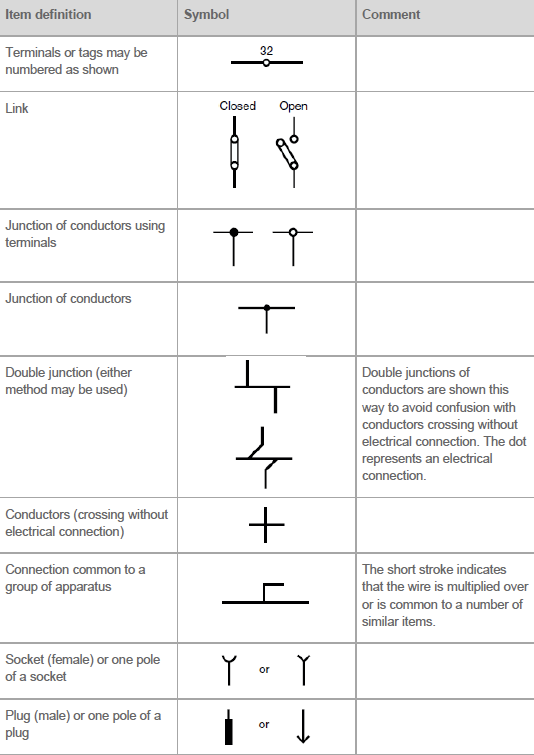 Item definition
Symbol
Comment
Terminals or tags may be
numbered as shown
32
Link
Closed
Open
Junction of conductors using
terminals
Junction of conductors
Double junction (either
method may be used)
Double junctions of
conductors are shown this
way to avoid confusion with
conductors crossing without
electrical connection. The dot
represents an electrical
connection.
Conductors (crossing without
electrical connection)
Connection common to a
group of apparatus
The short stroke indicates
that the wire is multiplied over
or is common to a number of
similar items.
Socket (female) or one pole
of a socket
or
Plug (male) or one pole of a
plug
or